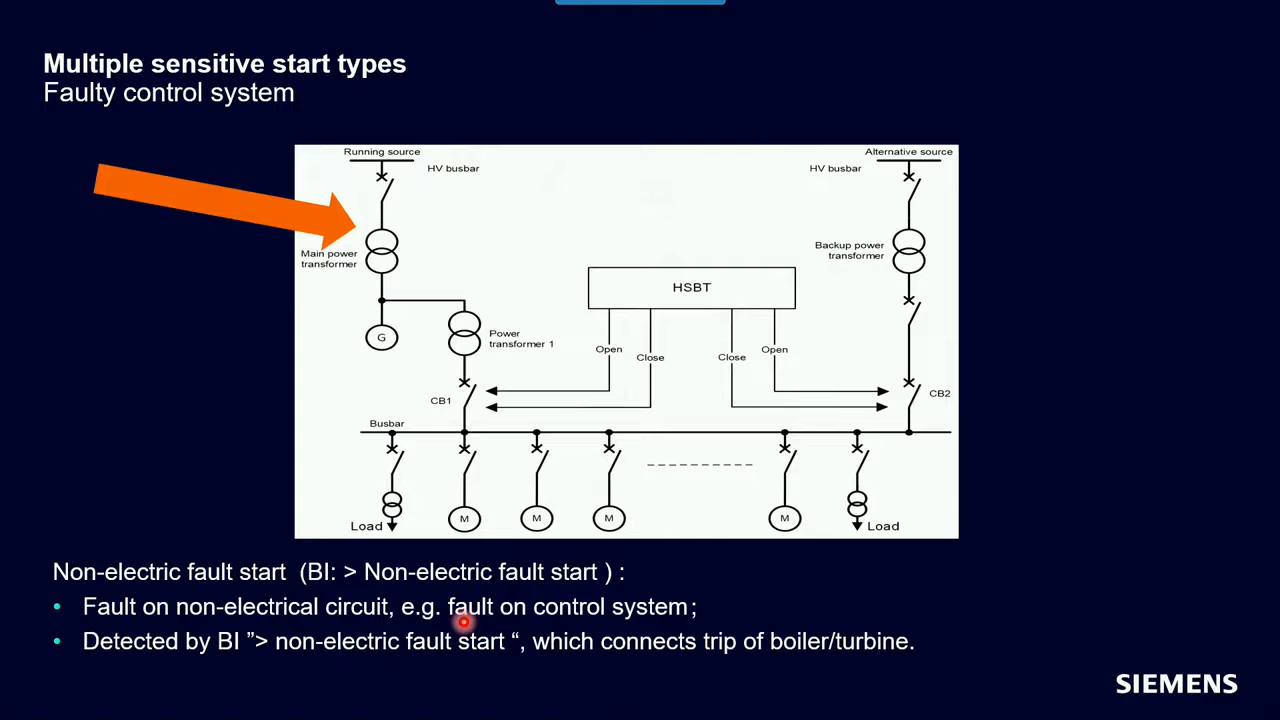 Multiple sensitive start types
Faulty control system
Running source
HV busbar
Alternative source
HV busbar
Main power
transformer
Backup power
transformer
HSBT
G
Power
transformer 1
Open
Close
Close
Open
CB1
CB2
Busbar
Load
M
M
M
M
Load
Non-electric fault start (BI: > Non-electric fault start ) :
• Fault on non-electrical circuit, e.g. fault on control system;
• Detected by BI ”> non-electric fault start “, which connects trip of boiler/turbine.
SIEMENS